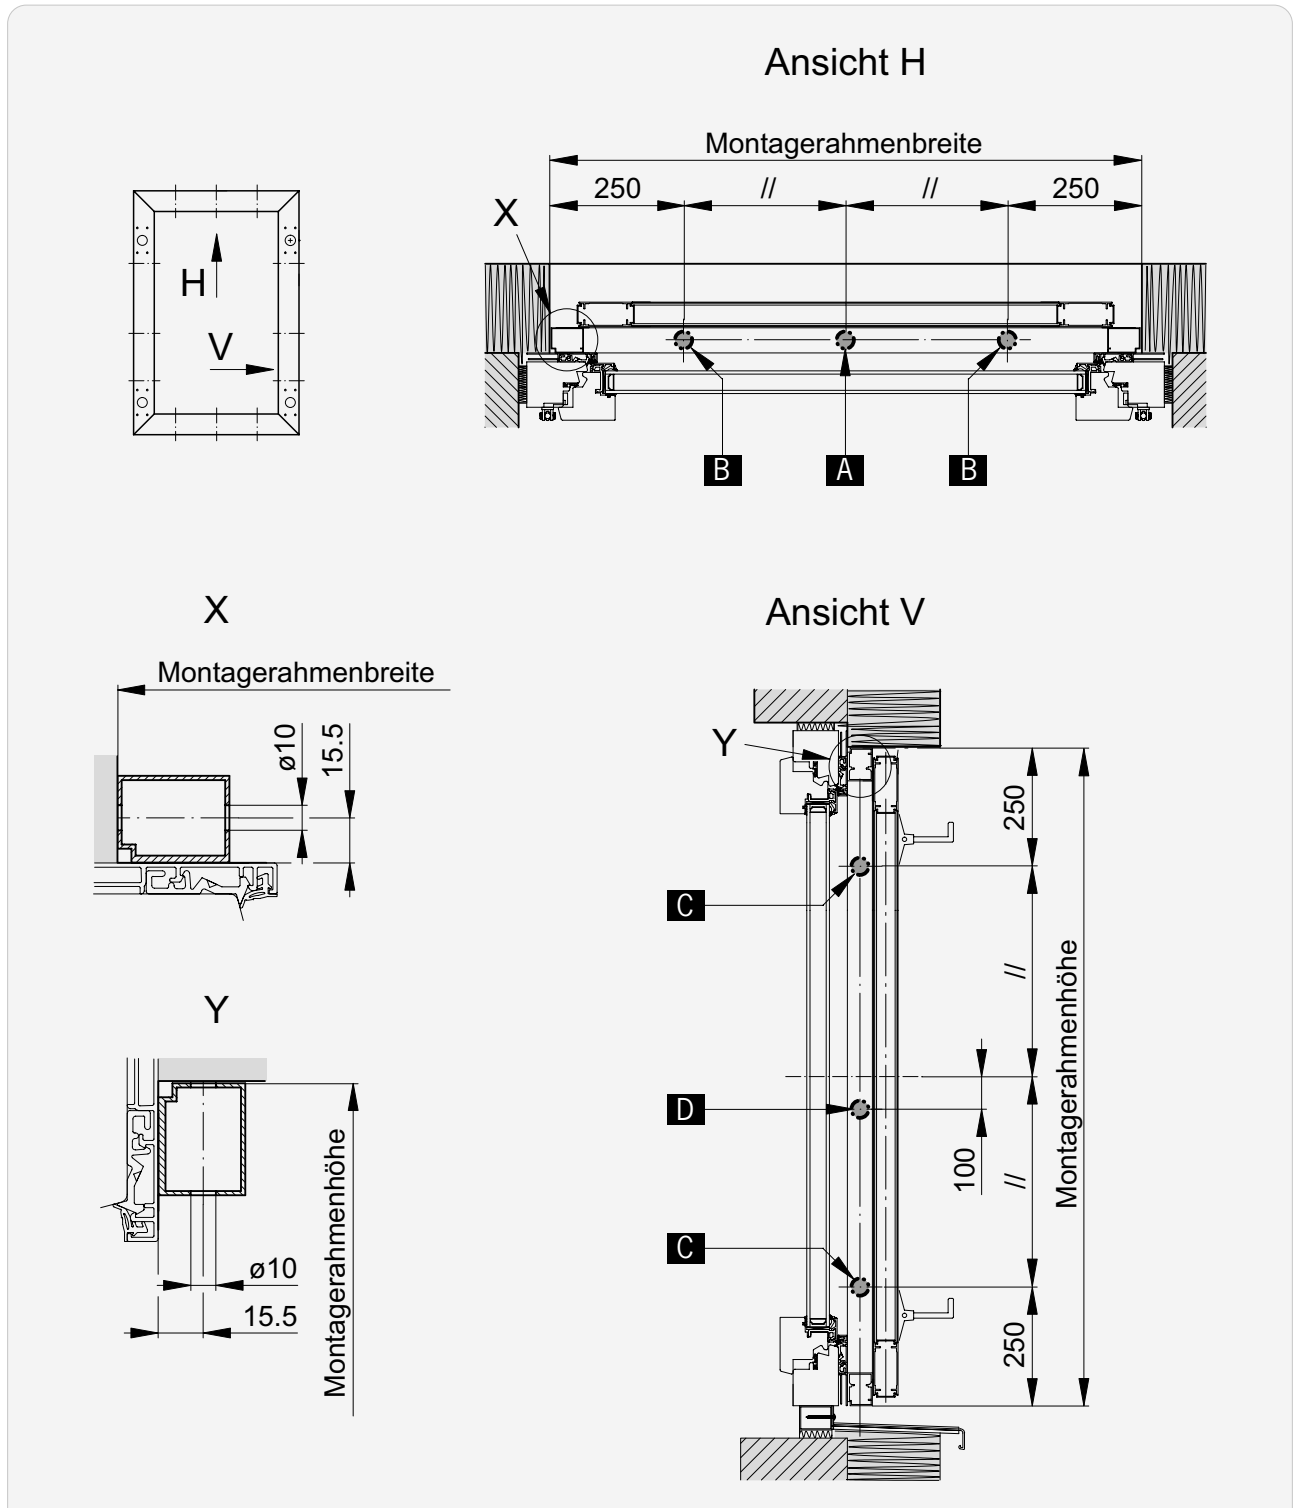 Ansicht H
Montagerahmenbreite
250 // // 250
X
H
V
B A B
X
Montagerahmenbreite
ø10
15.5
Ansicht V
Y
250
C
//
Montagerahmenhöhe
D
100
//
C
250
Y
Montagerahmenhöhe
ø10
15.5